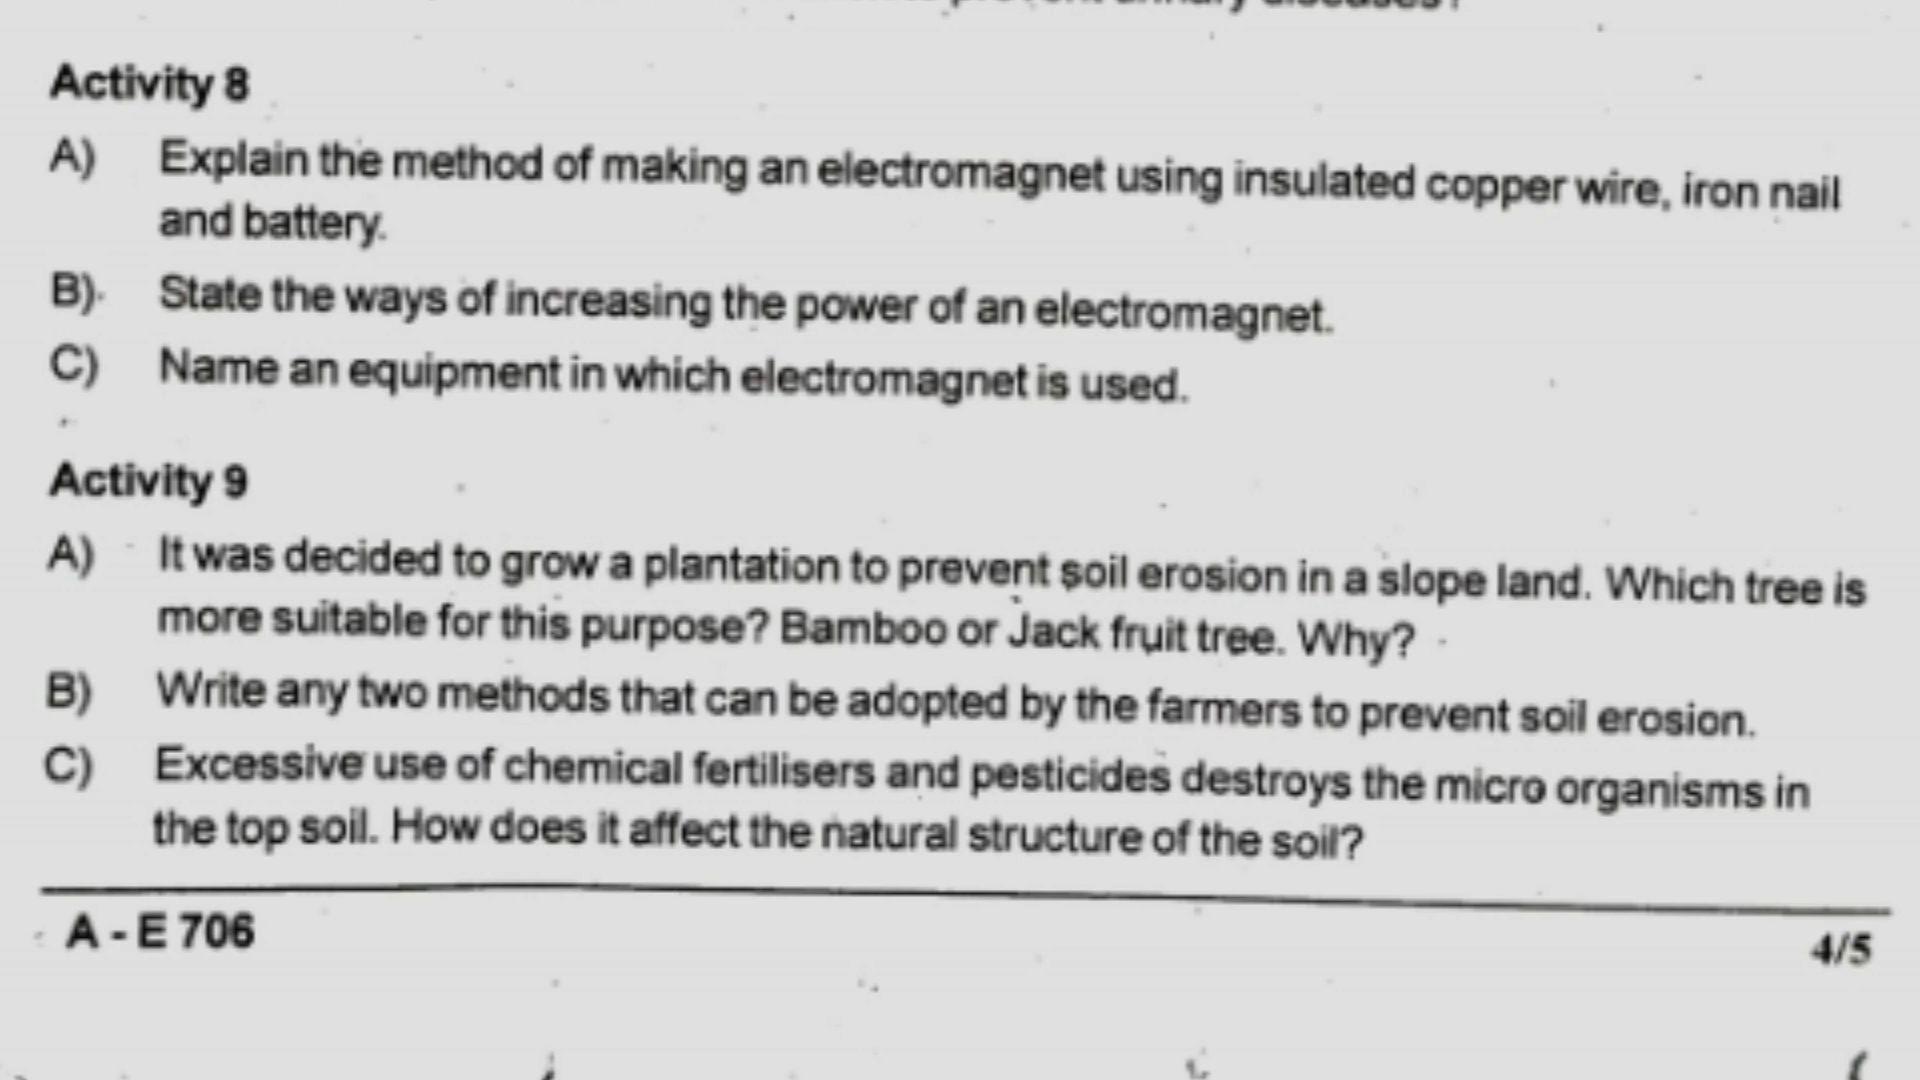 prevent urinary diseases?
Activity 8
A) Explain the method of making an electromagnet using insulated copper wire, iron nail
and battery.
B) State the ways of increasing the power of an electromagnet.
C) Name an equipment in which electromagnet is used.
Activity 9
A) It was decided to grow a plantation to prevent soil erosion in a slope land. Which tree is
more suitable for this purpose? Bamboo or Jack fruit tree. Why?
B) Write any two methods that can be adopted by the farmers to prevent soil erosion.
C) Excessive use of chemical fertilisers and pesticides destroys the micro organisms in
the top soil. How does it affect the natural structure of the soil?
A - E 706
4/5